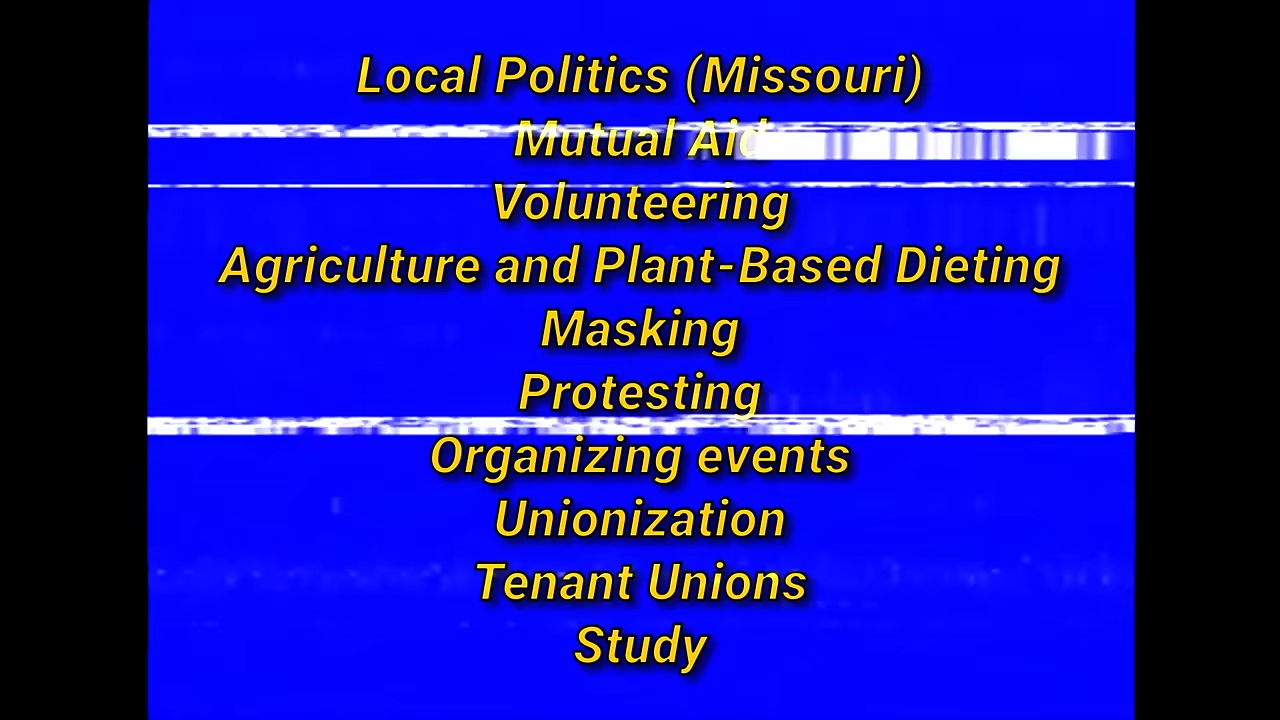 Local Politics (Missouri)
Mutual Aid
Volunteering
Agriculture and Plant-Based Dieting
Masking
Protesting
Organizing events
Unionization
Tenant Unions
Study